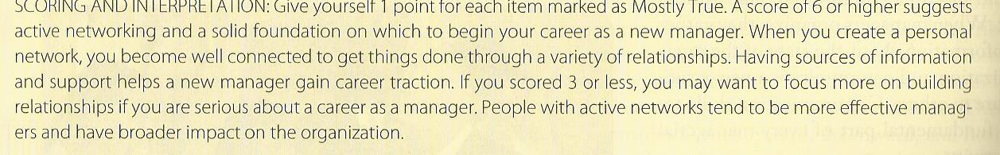 SCORING AND INTERPRETATION: Give yourself 1 point for each item marked as Mostly True. A score of 6 or higher suggests
active networking and a solid foundation on which to begin your career as a new manager. When you create a personal
network, you become well connected to get things done through a variety of relationships. Having sources of information
and support helps a new manager gain career traction. If you scored 3 or less, you may want to focus more on building
relationships if you are serious about a career as a manager. People with active networks tend to be more effective manag-
ers and have broader impact on the organization.